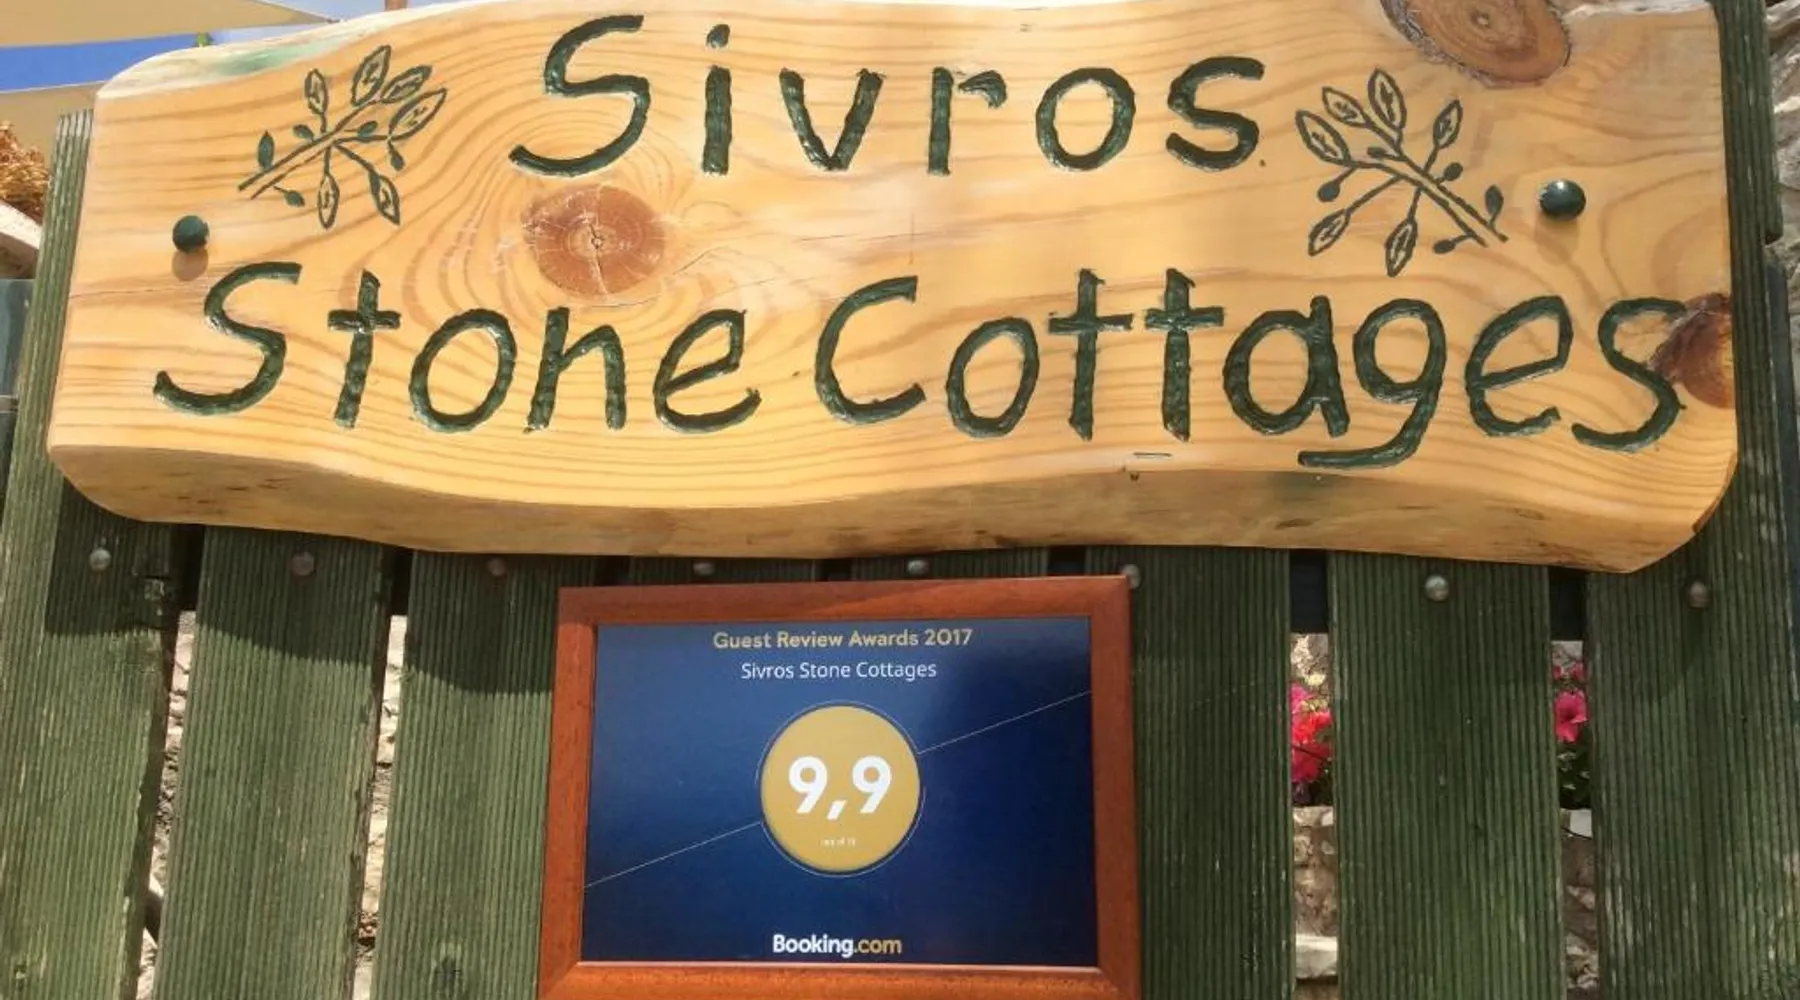 Sivros
Stone Cottages
Guest Review Awards 2017
Sivros Stone Cottages
9,9
Booking.com